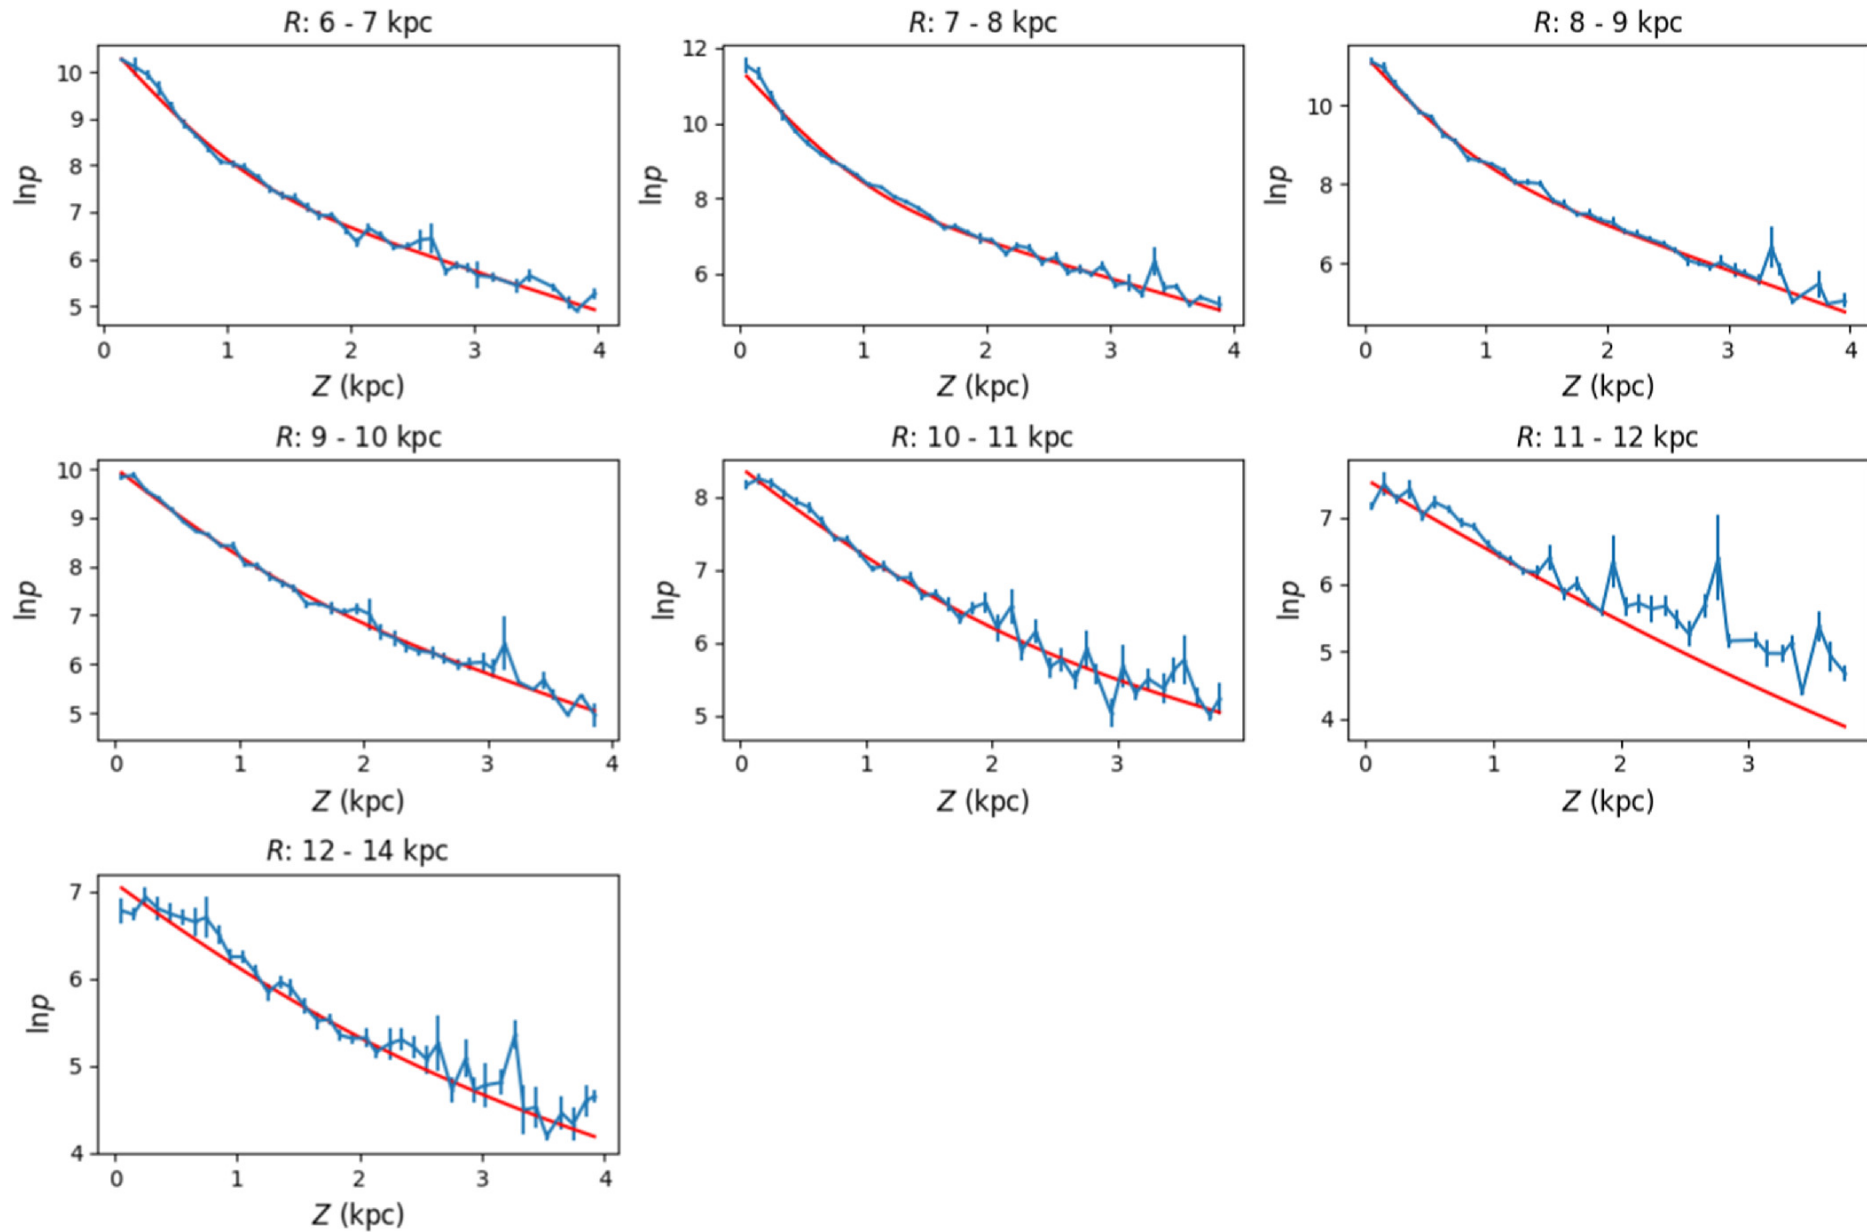 R: 6 - 7 kpc
R: 7 - 8 kpc
R: 8 - 9 kpc
lnp
10
9
8
7
6
5
0 1 2 3 4
Z (kpc)
lnp
12
10
8
6
0 1 2 3 4
Z (kpc)
lnp
10
8
6
0 1 2 3 4
Z (kpc)
R: 9 - 10 kpc
R: 10 - 11 kpc
R: 11 - 12 kpc
lnp
10
9
8
7
6
5
0 1 2 3 4
Z (kpc)
lnp
8
7
6
5
0 1 2 3
Z (kpc)
lnp
7
6
5
4
0 1 2 3
Z (kpc)
R: 12 - 14 kpc
lnp
7
6
5
4
0 1 2 3 4
Z (kpc)